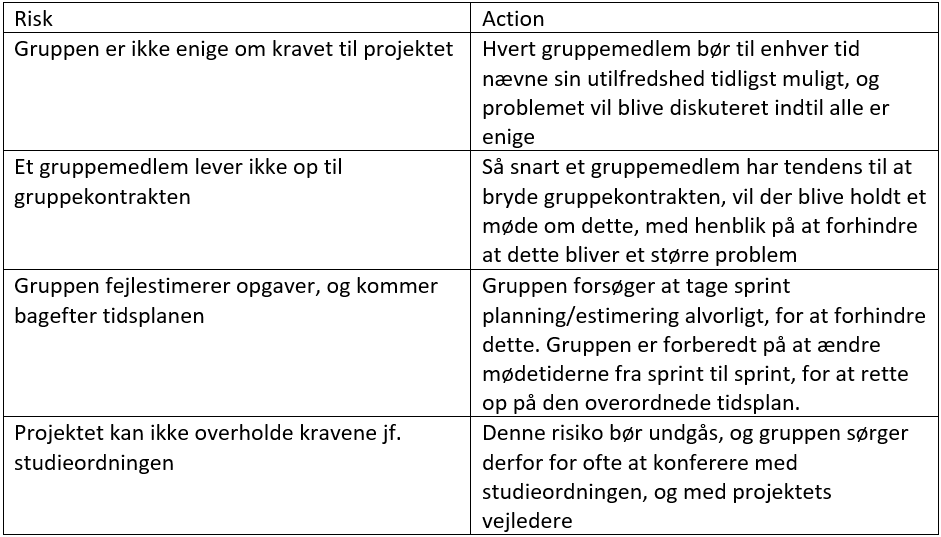 Risk
Action
Gruppen er ikke enige om kravet til projektet
Hvert gruppemedlem bør til enhver tid
nævne sin utilfredshed tidligst muligt, og
problemet vil blive diskuteret indtil alle er
enige
Et gruppemedlem lever ikke op til
gruppekontrakten
Så snart et gruppemedlem har tendens til at
bryde gruppekontrakten, vil der blive holdt et
møde om dette, med henblik på at forhindre
at dette bliver et større problem
Gruppen fejlestimerer opgaver, og kommer
bagefter tidsplanen
Gruppen forsøger at tage sprint
planning/estimering alvorligt, for at forhindre
dette. Gruppen er forberedt på at ændre
mødetiderne fra sprint til sprint, for at rette
op på den overordnede tidsplan.
Projektet kan ikke overholde kravene jf.
studieordningen
Denne risiko bør undgås, og gruppen sørger
derfor for ofte at konferere med
studieordningen, og med projektets
vejledere